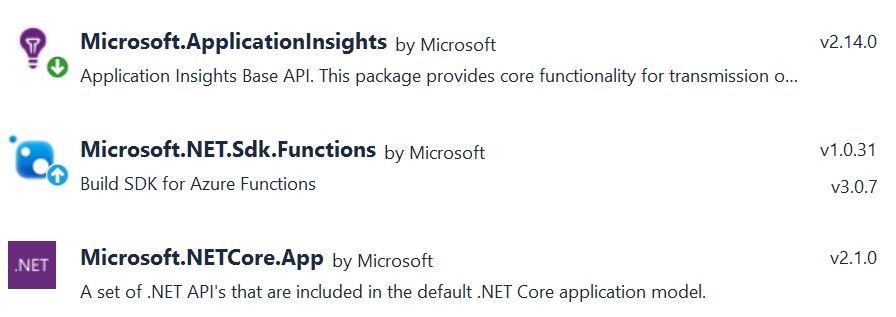 Microsoft.ApplicationInsights by Microsoft v2.14.0
Application Insights Base API. This package provides core functionality for transmission o...
Microsoft.NET.Sdk.Functions by Microsoft v1.0.31
Build SDK for Azure Functions v3.0.7
.NET Microsoft.NETCore.App by Microsoft v2.1.0
A set of .NET API's that are included in the default .NET Core application model.